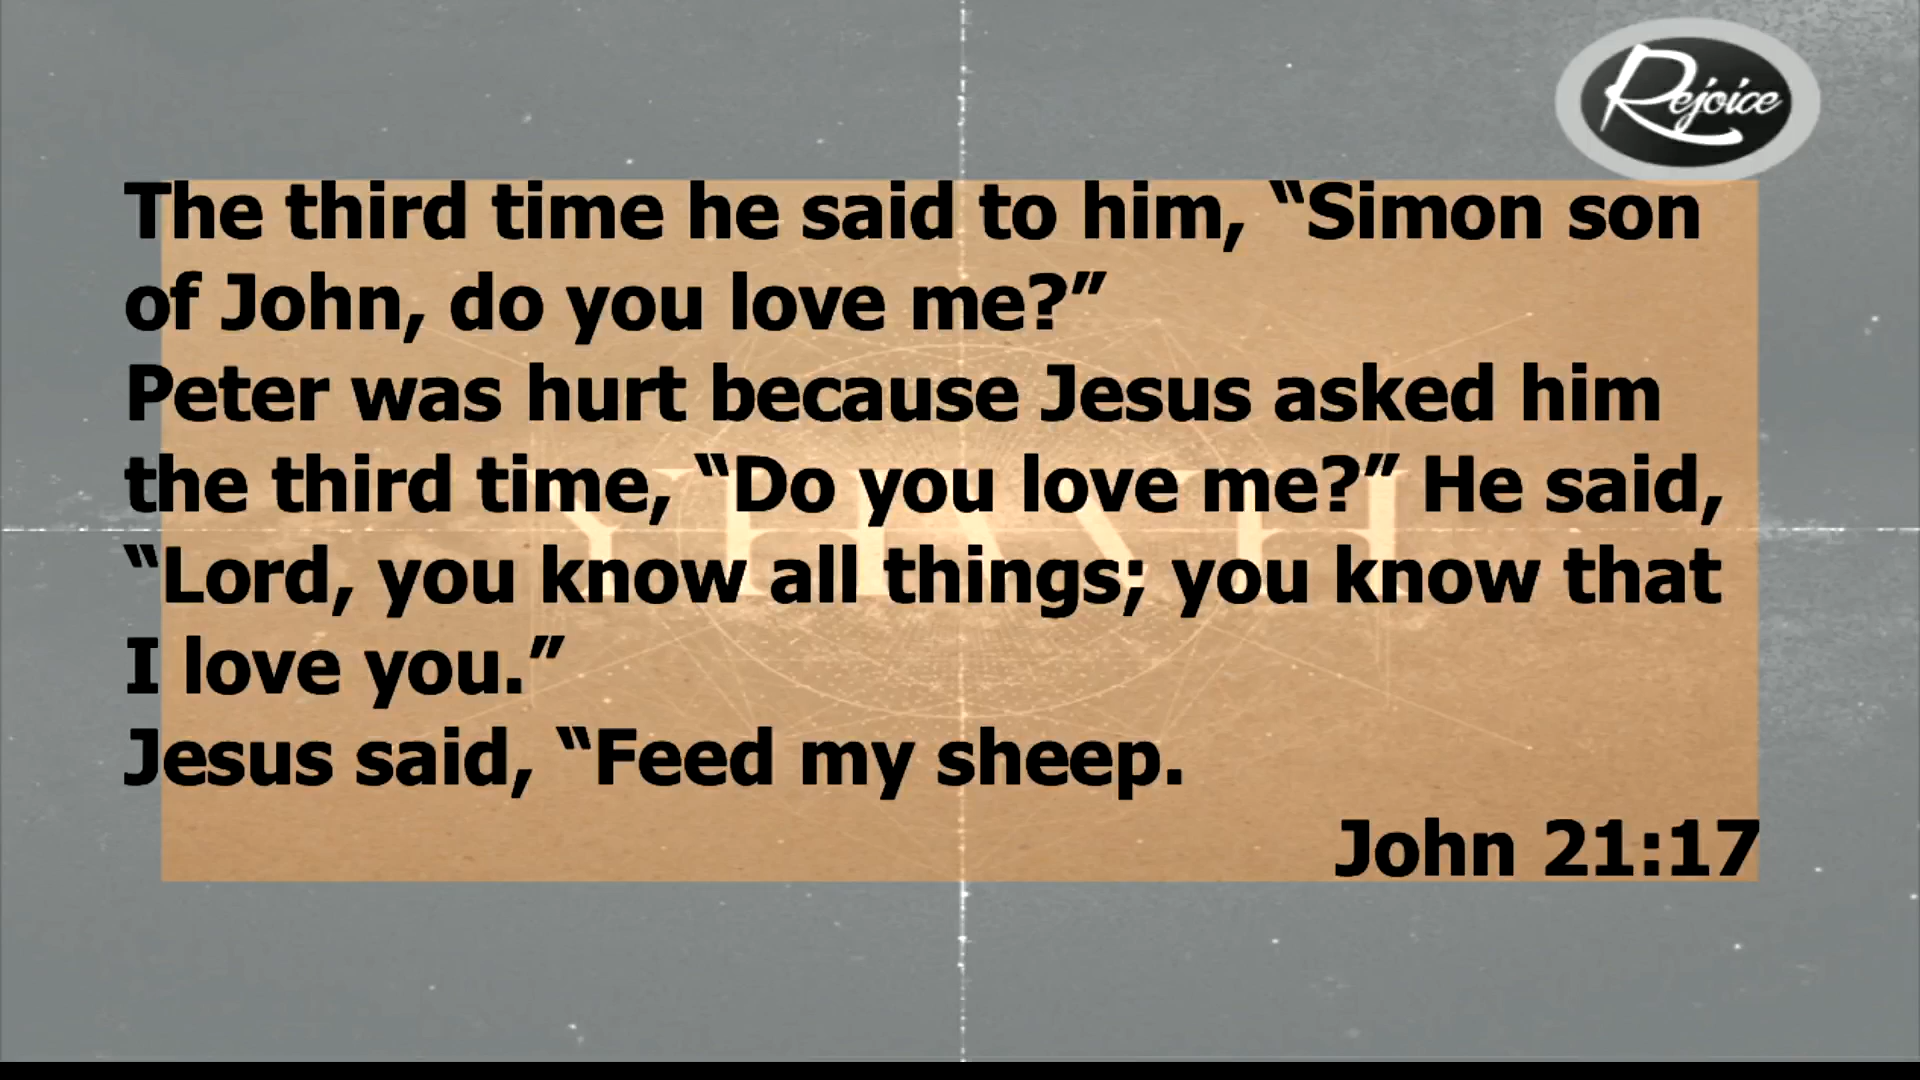 Rejoice
The third time he said to him, “Simon son
of John, do you love me?”
Peter was hurt because Jesus asked him
the third time, “Do you love me?” He said,
“Lord, you know all things; you know that
I love you.”
Jesus said, “Feed my sheep.
John 21:17
YHWH